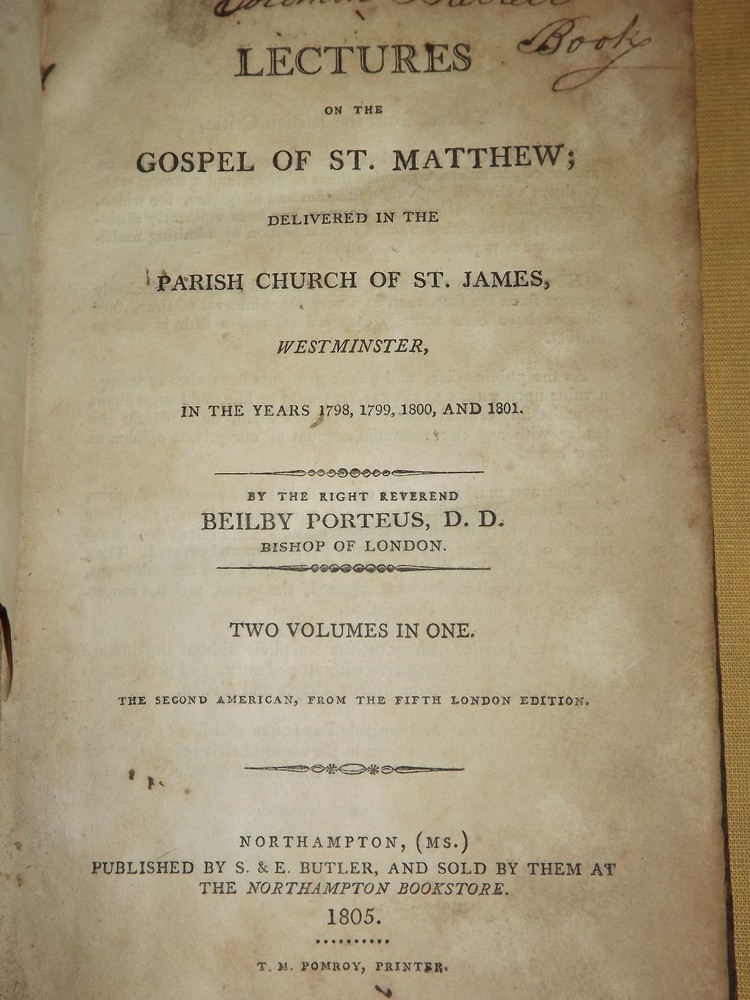 Book
LECTURES
ON THE
GOSPEL OF ST. MATTHEW;
DELIVERED IN THE
PARISH CHURCH OF ST. JAMES,
WESTMINSTER,
IN THE YEARS 1798, 1799, 1800, AND 1801.
BY THE RIGHT REVEREND
BEILBY PORTEUS, D. D.
BISHOP OF LONDON.
TWO VOLUMES IN ONE.
THE SECOND AMERICAN, FROM THE FIFTH LONDON EDITION.
NORTHAMPTON, (MS.)
PUBLISHED BY S. & E. BUTLER, AND SOLD BY THEM AT
THE NORTHAMPTON BOOKSTORE.
1805.
T. M. POMROY, PRINTER.